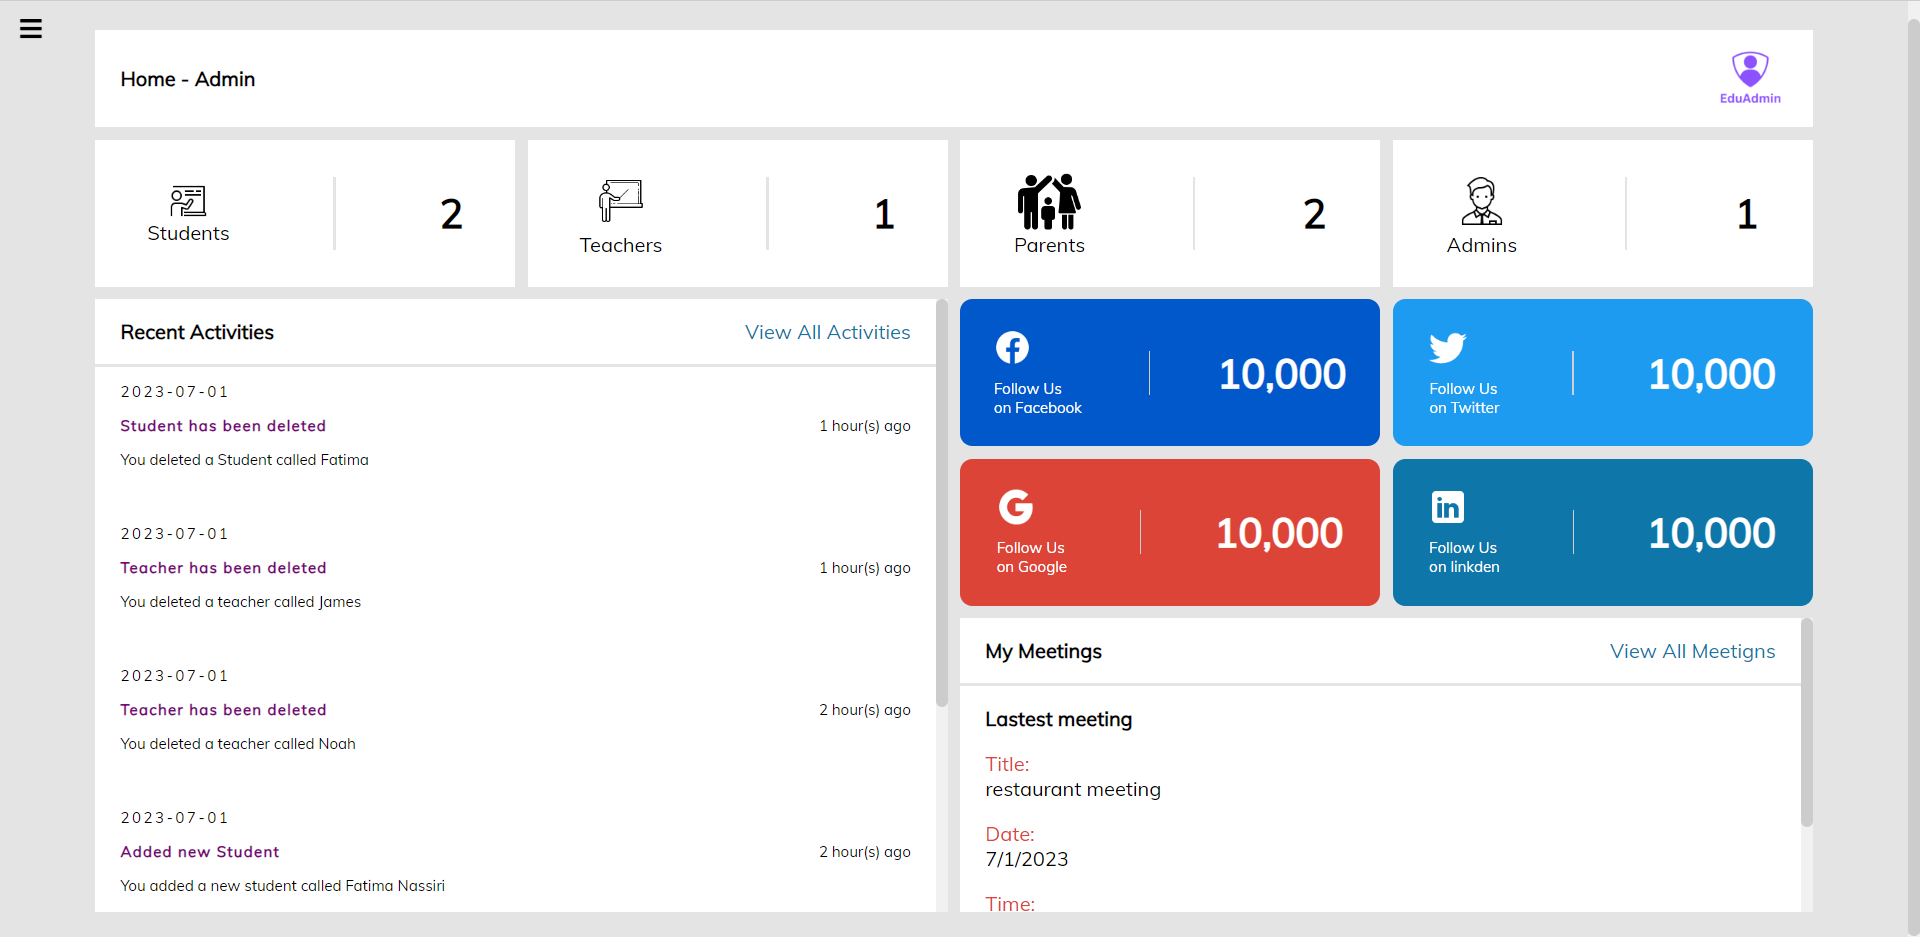 Home - Admin
EduAdmin
Students
2
Teachers
1
Parents
2
Admins
1
Recent Activities
View All Activities
2023-07-01
Student has been deleted
1 hour(s) ago
You deleted a Student called Fatima
2023-07-01
Teacher has been deleted
1 hour(s) ago
You deleted a teacher called James
2023-07-01
Teacher has been deleted
2 hour(s) ago
You deleted a teacher called Noah
2023-07-01
Added new Student
2 hour(s) ago
You added a new student called Fatima Nassiri
Follow Us
on Facebook
10,000
Follow Us
on Twitter
10,000
Follow Us
on Google
10,000
Follow Us
on linkden
10,000
My Meetings
View All Meetigns
Lastest meeting
Title:
restaurant meeting
Date:
7/1/2023
Time: